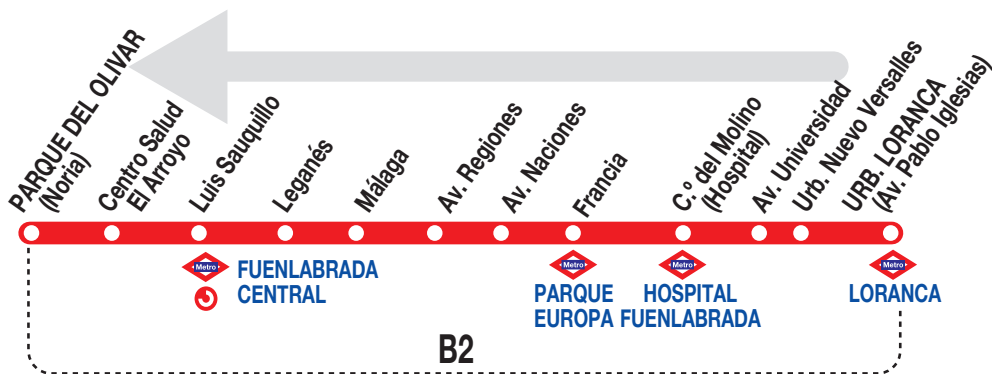 PARQUE DEL OLIVAR
(Noria)
Centro Salud
El Arroyo
Luis Sauquillo
Leganés
Málaga
Av. Regiones
Av. Naciones
Francia
C.º del Molino
(Hospital)
Av. Universidad
Urb. Nuevo Versalles
URB. LORANCA
(Av. Pablo Iglesias)
Metro
FUENLABRADA
CENTRAL
Metro
PARQUE
EUROPA
Metro
HOSPITAL
FUENLABRADA
Metro
LORANCA
B2